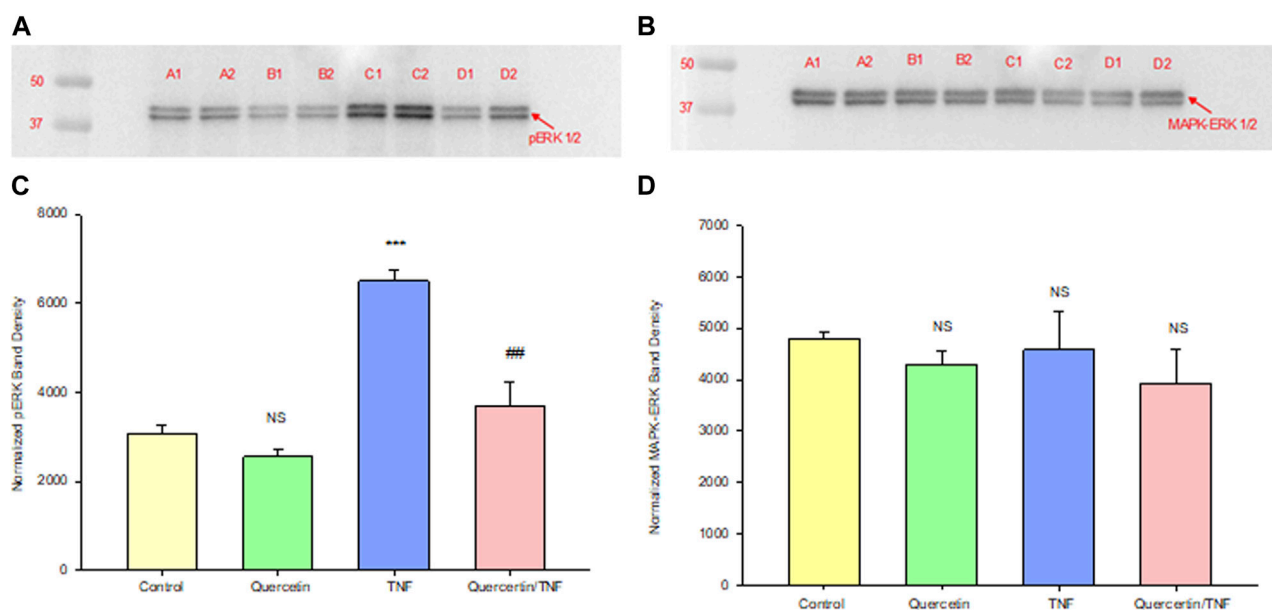 A
50
37
A1 A2 B1 B2 C1 C2 D1 D2
pERK 1/2
B
50
37
A1 A2 B1 B2 C1 C2 D1 D2
MAPK-ERK 1/2
C
Normalized pERK Band Density
8000
6000
4000
2000
0
NS
***
##
Control Quercetin TNF Quercertin/TNF
D
Normalized MAPK-ERK Band Density
7000
6000
5000
4000
3000
2000
1000
0
NS
NS
NS
Control Quercetin TNF Quercertin/TNF